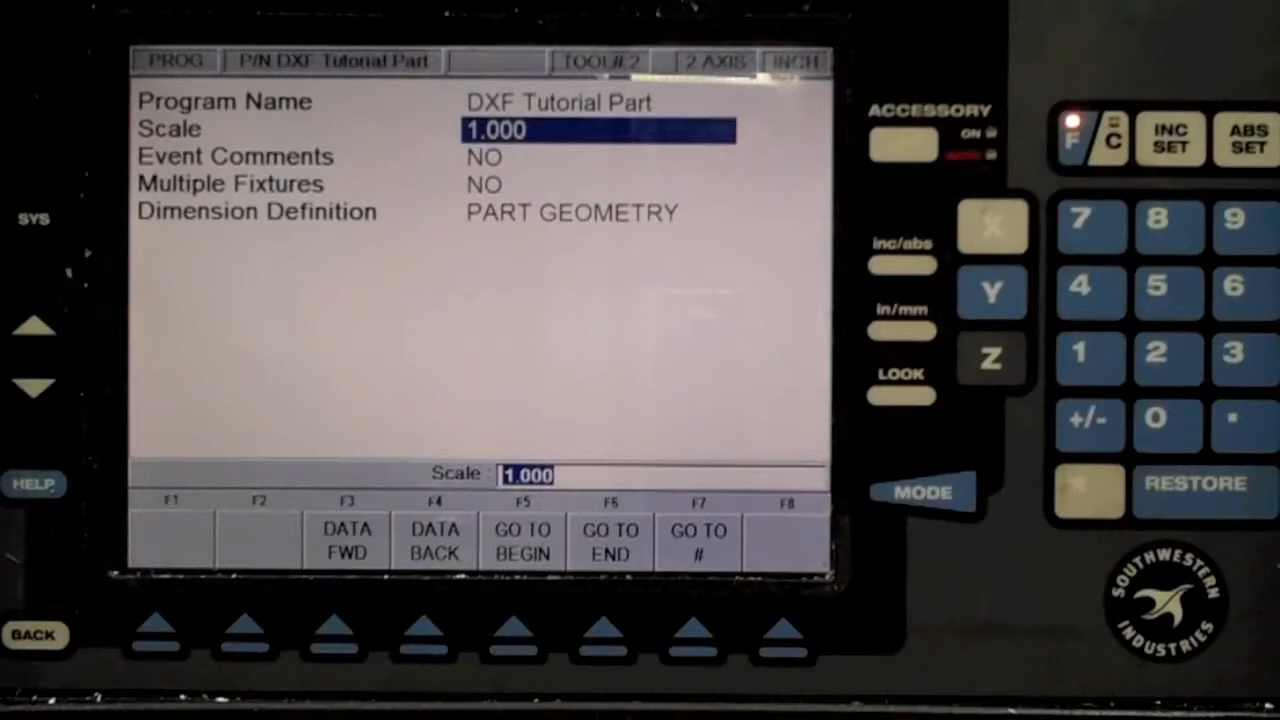 PROG P/N DXF Tutorial Part TOOL# 2 2 AXIS INCH
Program Name DXF Tutorial Part
Scale 1.000
Event Comments NO
Multiple Fixtures NO
Dimension Definition PART GEOMETRY
Scale : 1.000
F1 F2 F3 F4 F5 F6 F7 F8
DATA FWD
DATA BACK
GO TO BEGIN
GO TO END
GO TO #
SYS
HELP
BACK
ACCESSORY
ON
inc/abs
in/mm
LOOK
MODE
X
Y
Z
F/C
INC SET
ABS SET
7 8 9
4 5 6
1 2 3
+/- 0 .
RESTORE
SOUTHWESTERN
INDUSTRIES